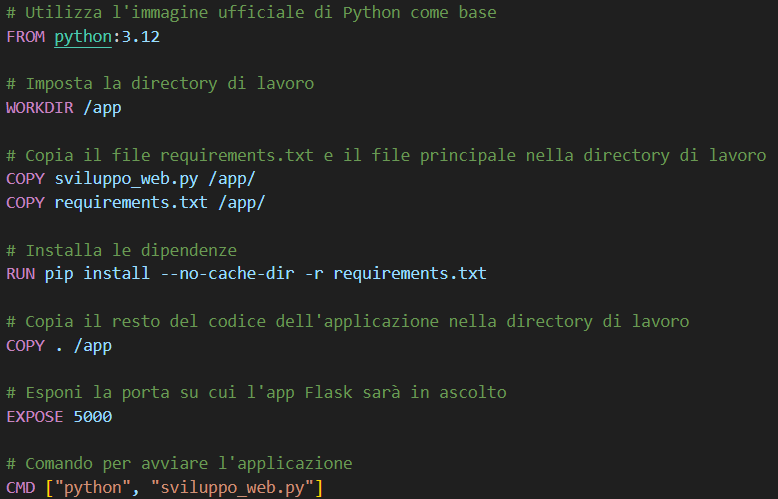 # Utilizza l'immagine ufficiale di Python come base
FROM python:3.12
# Imposta la directory di lavoro
WORKDIR /app
# Copia il file requirements.txt e il file principale nella directory di lavoro
COPY sviluppo_web.py /app/
COPY requirements.txt /app/
# Installa le dipendenze
RUN pip install --no-cache-dir -r requirements.txt
# Copia il resto del codice dell'applicazione nella directory di lavoro
COPY . /app
# Esponi la porta su cui l'app Flask sarà in ascolto
EXPOSE 5000
# Comando per avviare l'applicazione
CMD ["python", "sviluppo_web.py"]